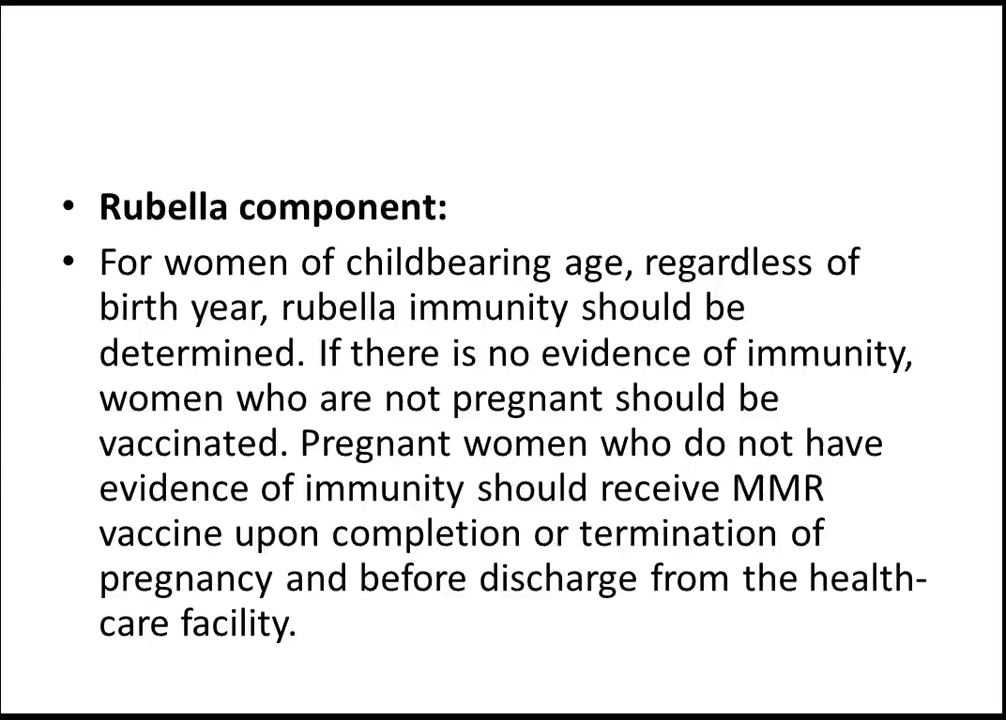 • Rubella component:
• For women of childbearing age, regardless of
birth year, rubella immunity should be
determined. If there is no evidence of immunity,
women who are not pregnant should be
vaccinated. Pregnant women who do not have
evidence of immunity should receive MMR
vaccine upon completion or termination of
pregnancy and before discharge from the health-
care facility.